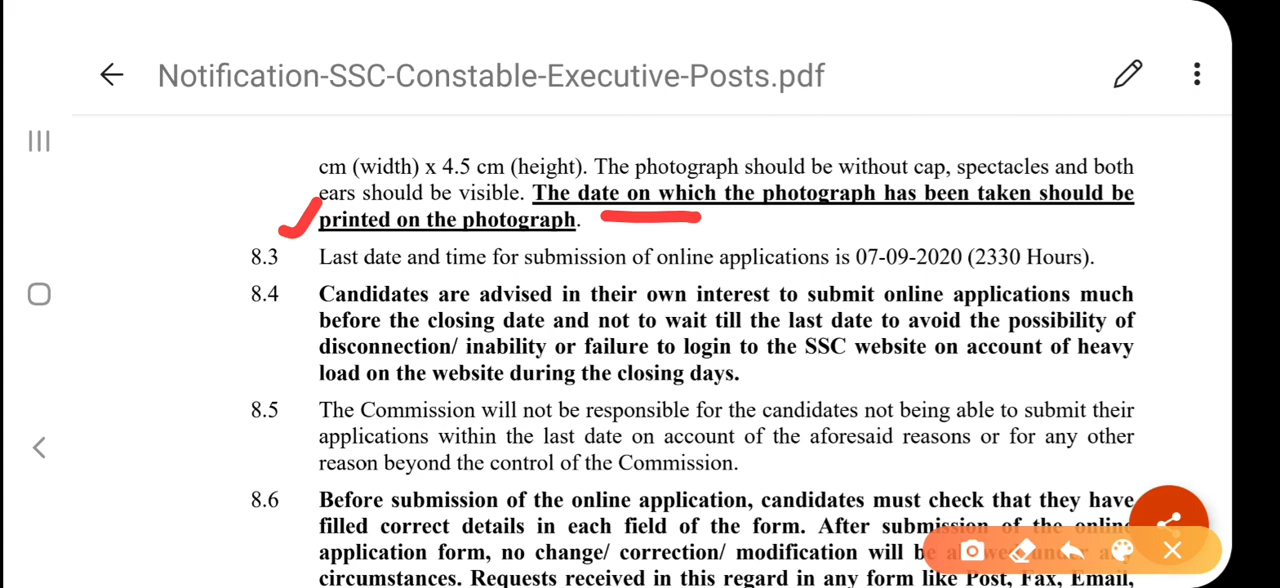 Notification-SSC-Constable-Executive-Posts.pdf
cm (width) x 4.5 cm (height). The photograph should be without cap, spectacles and both
ears should be visible. The date on which the photograph has been taken should be
printed on the photograph.
8.3 Last date and time for submission of online applications is 07-09-2020 (2330 Hours).
8.4 Candidates are advised in their own interest to submit online applications much
before the closing date and not to wait till the last date to avoid the possibility of
disconnection/ inability or failure to login to the SSC website on account of heavy
load on the website during the closing days.
8.5 The Commission will not be responsible for the candidates not being able to submit their
applications within the last date on account of the aforesaid reasons or for any other
reason beyond the control of the Commission.
8.6 Before submission of the online application, candidates must check that they have
filled correct details in each field of the form. After submission of the online
application form, no change/ correction/ modification will be
circumstances. Requests received in this regard in any form like Post, Fax, Email,